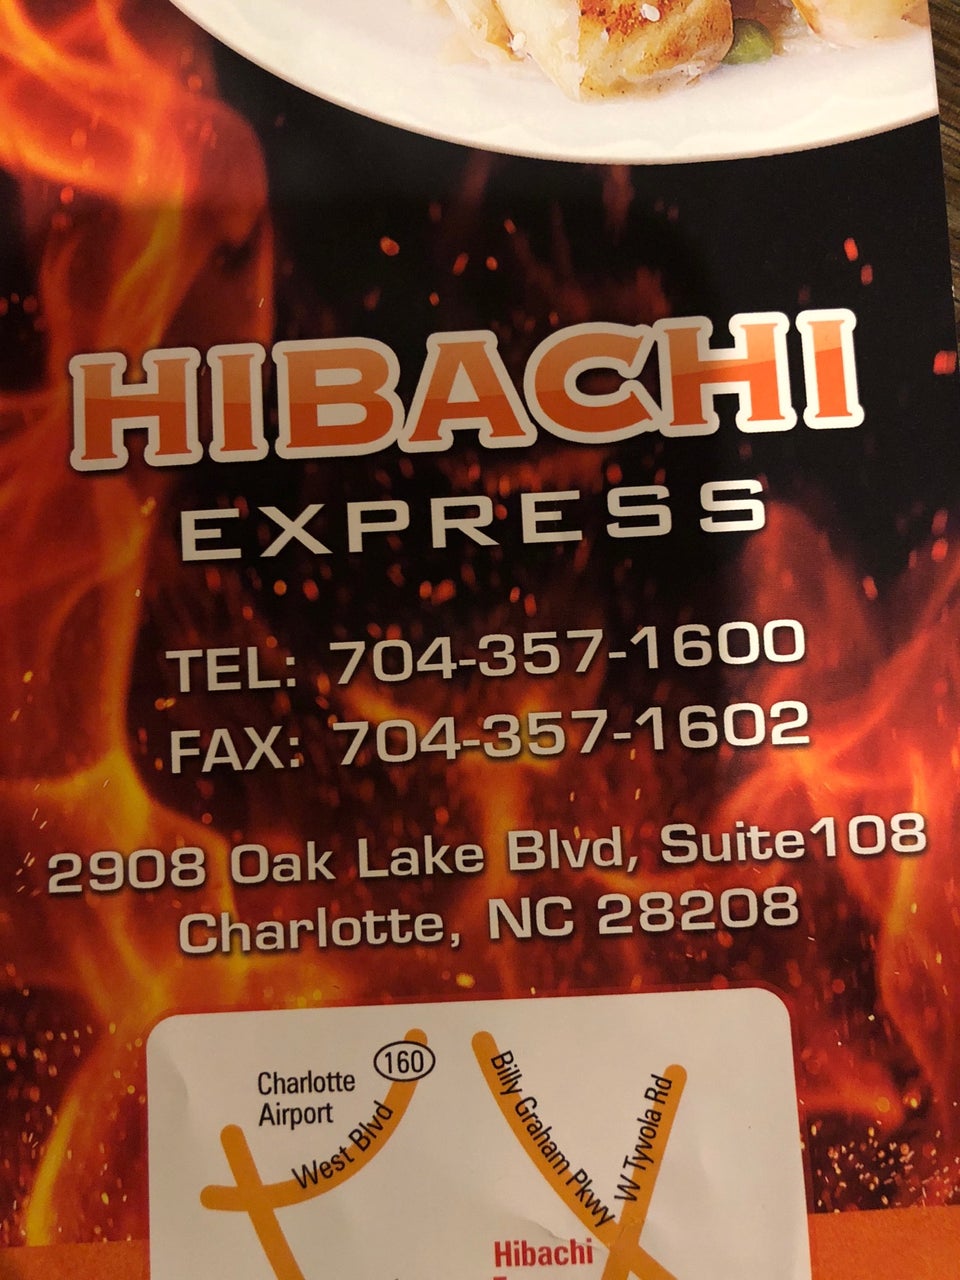 HIBACHI
EXPRESS
TEL: 704-357-1600
FAX: 704-357-1602
2908 Oak Lake Blvd, Suite108
Charlotte, NC 28208
160
Charlotte
Airport
West Blvd
Billy Graham Pkwy
W Tyvola Rd
Hibachi